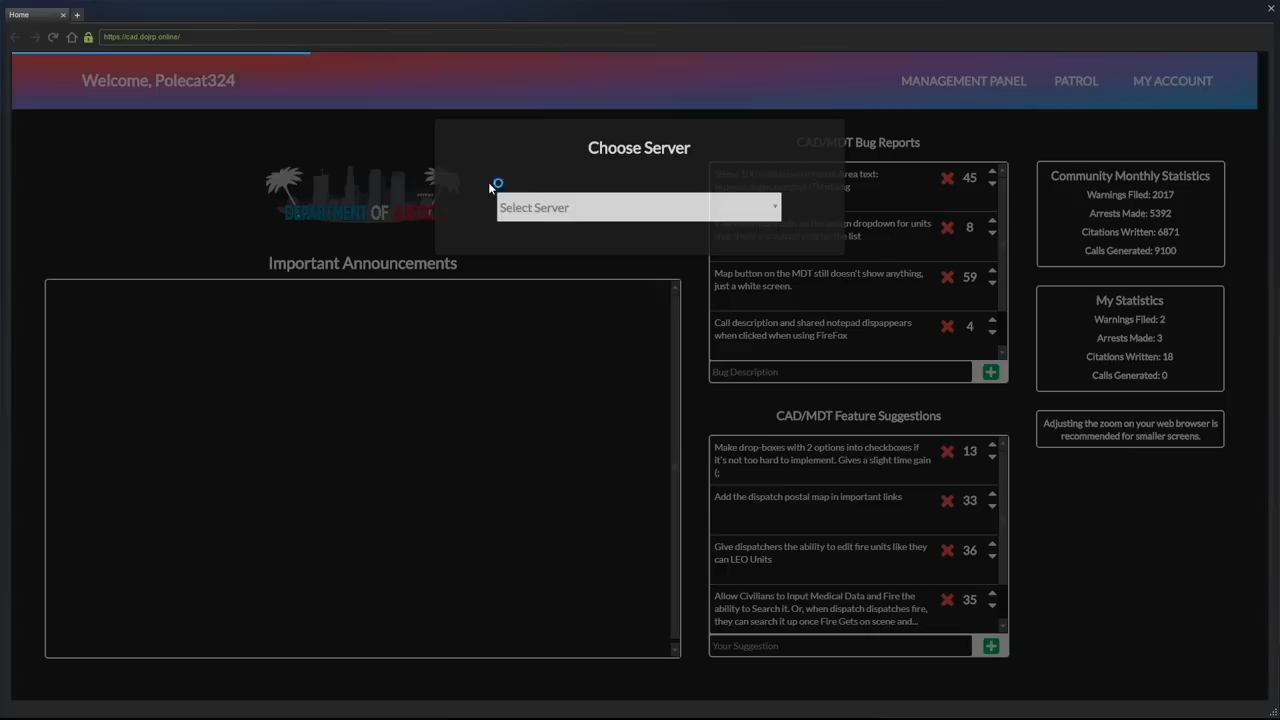 Home
https://cad.dojrp.online/
Welcome, Polecat324
MANAGEMENT PANEL
PATROL
MY ACCOUNT
Choose Server
Select Server
DEPARTMENT OF JUSTICE
Important Announcements
CAD/MDT Bug Reports
Area text:
45
dropdown for units
the list
8
Map button on the MDT still doesn't show anything,
just a white screen.
59
Call description and shared notepad dispappears
when clicked when using FireFox
4
Bug Description
CAD/MDT Feature Suggestions
Make drop-boxes with 2 options into checkboxes if
it's not too hard to implement. Gives a slight time gain
(;
13
Add the dispatch postal map in important links
33
Give dispatchers the ability to edit fire units like they
can LEO Units
36
Allow Civilians to Input Medical Data and Fire the
ability to Search it. Or, when dispatch dispatches fire,
they can search it up once Fire Gets on scene and...
35
Your Suggestion
Community Monthly Statistics
Warnings Filed: 2017
Arrests Made: 5392
Citations Written: 6871
Calls Generated: 9100
My Statistics
Warnings Filed: 2
Arrests Made: 3
Citations Written: 18
Calls Generated: 0
Adjusting the zoom on your web browser is
recommended for smaller screens.